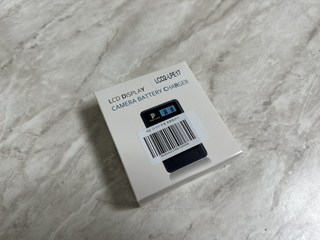 LCD DISPLAY
CAMERA BATTERY CHARGER
LCD2-LPE17